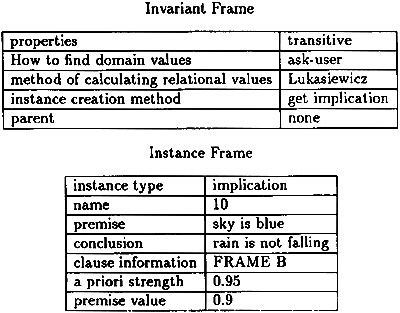 Invariant Frame
properties transitive
How to find domain values ask-user
method of calculating relational values Lukasiewicz
instance creation method get implication
parent none
Instance Frame
instance type implication
name 10
premise sky is blue
conclusion rain is not falling
clause information FRAME B
a priori strength 0.95
premise value 0.9